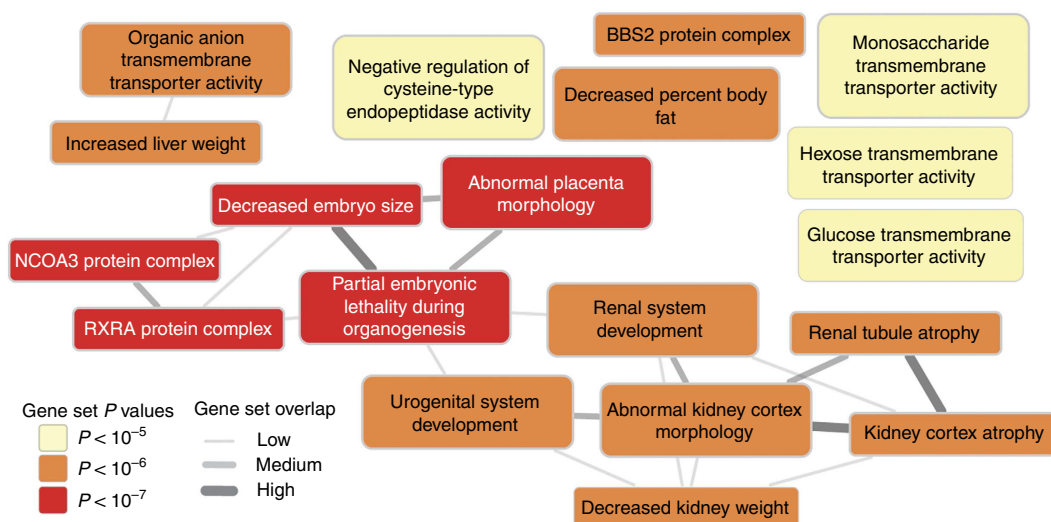 Organic anion
transmembrane
transporter activity
Increased liver weight
Negative regulation of
cysteine-type
endopeptidase activity
BBS2 protein complex
Decreased percent body
fat
Monosaccharide
transmembrane
transporter activity
Hexose transmembrane
transporter activity
Glucose transmembrane
transporter activity
Decreased embryo size
Abnormal placenta
morphology
NCOA3 protein complex
RXRA protein complex
Partial embryonic
lethality during
organogenesis
Renal system
development
Renal tubule atrophy
Urogenital system
development
Abnormal kidney cortex
morphology
Kidney cortex atrophy
Decreased kidney weight
Gene set P values
P < 10⁻⁵
P < 10⁻⁶
P < 10⁻⁷
Gene set overlap
Low
Medium
High